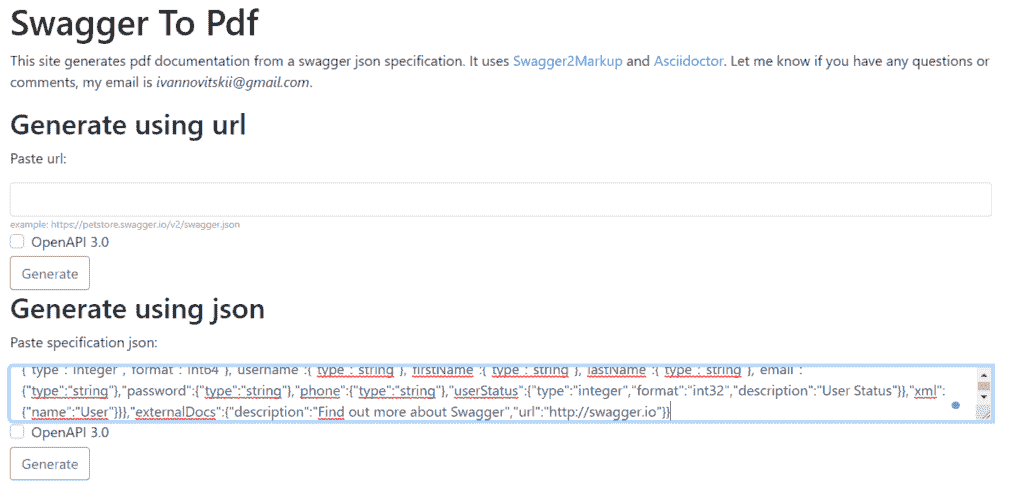 Swagger To Pdf
This site generates pdf documentation from a swagger json specification. It uses Swagger2Markup and Asciidoctor. Let me know if you have any questions or
comments, my email is ivannovitskii@gmail.com.
Generate using url
Paste url:
example: https://petstore.swagger.io/v2/swagger.json
OpenAPI 3.0
Generate
Generate using json
Paste specification json:
{"type":"integer","format":"int64"},"username":{"type":"string"},"firstName":{"type":"string"},"lastName":{"type":"string"},"email":
{"type":"string"},"password":{"type":"string"},"phone":{"type":"string"},"userStatus":{"type":"integer","format":"int32","description":"User Status"}},"xml":
{"name":"User"}}},"externalDocs":{"description":"Find out more about Swagger","url":"http://swagger.io"}}
OpenAPI 3.0
Generate